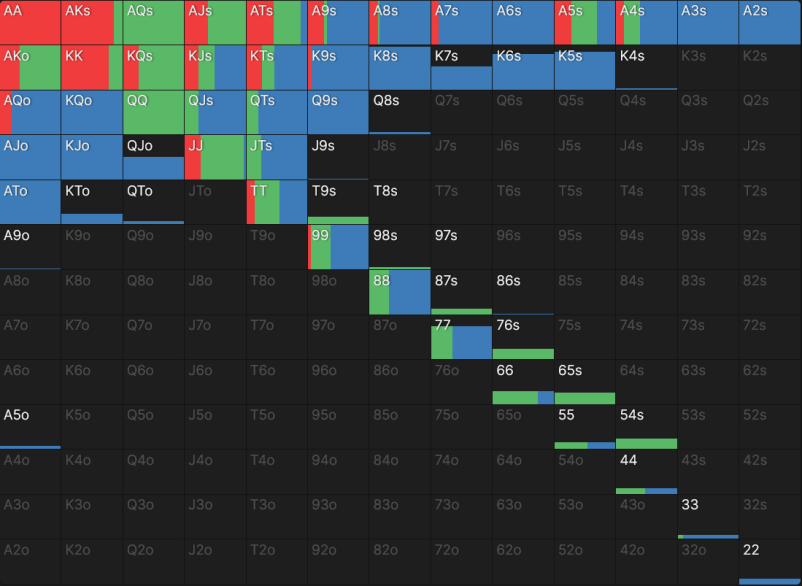 AA AKs AQs AJs ATs A9s A8s A7s A6s A5s A4s A3s A2s
AKo KK KQs KJs KTs K9s K8s K7s K6s K5s K4s K3s K2s
AQo KQo QQ QJs QTs Q9s Q8s Q7s Q6s Q5s Q4s Q3s Q2s
AJo KJo QJo JJ JTs J9s J8s J7s J6s J5s J4s J3s J2s
ATo KTo QTo JTo TT T9s T8s T7s T6s T5s T4s T3s T2s
A9o K9o Q9o J9o T9o 99 98s 97s 96s 95s 94s 93s 92s
A8o K8o Q8o J8o T8o 98o 88 87s 86s 85s 84s 83s 82s
A7o K7o Q7o J7o T7o 97o 87o 77 76s 75s 74s 73s 72s
A6o K6o Q6o J6o T6o 96o 86o 76o 66 65s 64s 63s 62s
A5o K5o Q5o J5o T5o 95o 85o 75o 65o 55 54s 53s 52s
A4o K4o Q4o J4o T4o 94o 84o 74o 64o 54o 44 43s 42s
A3o K3o Q3o J3o T3o 93o 83o 73o 63o 53o 43o 33 32s
A2o K2o Q2o J2o T2o 92o 82o 72o 62o 52o 42o 32o 22